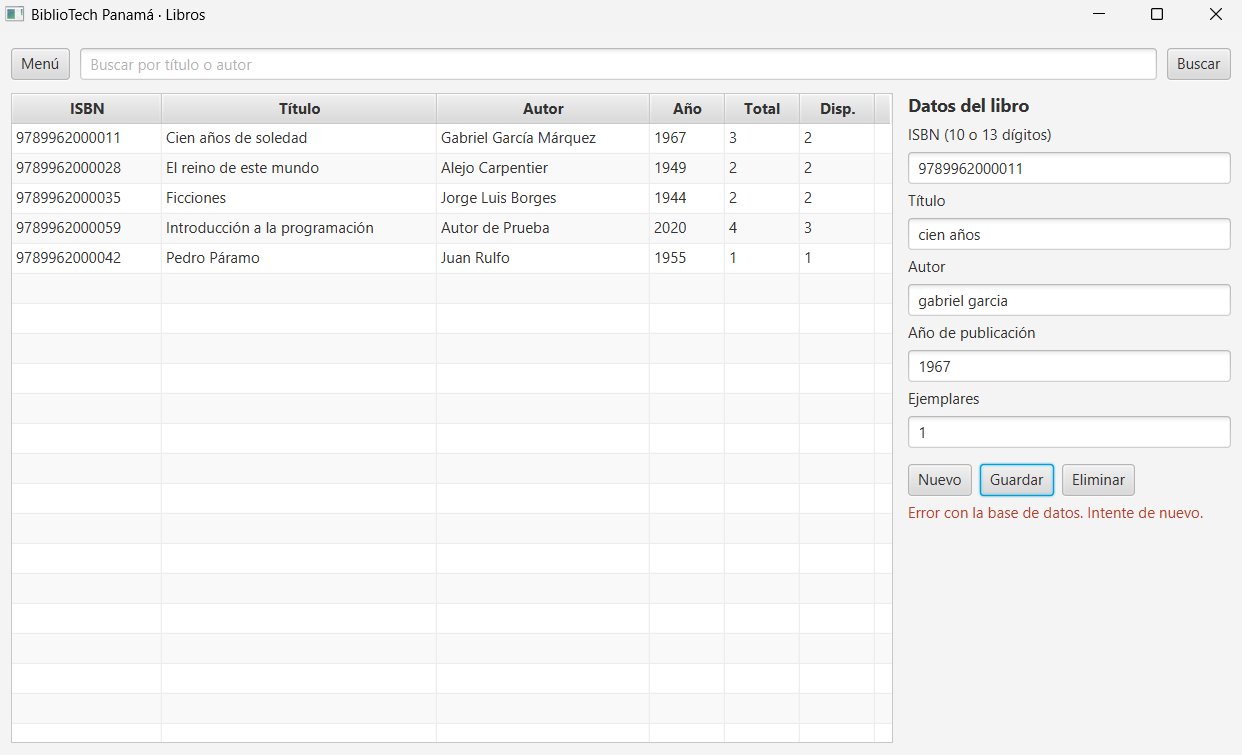 BiblioTech Panamá · Libros
Menú
Buscar por título o autor
Buscar
ISBN Título Autor Año Total Disp.
9789962000011 Cien años de soledad Gabriel García Márquez 1967 3 2
9789962000028 El reino de este mundo Alejo Carpentier 1949 2 2
9789962000035 Ficciones Jorge Luis Borges 1944 2 2
9789962000059 Introducción a la programación Autor de Prueba 2020 4 3
9789962000042 Pedro Páramo Juan Rulfo 1955 1 1
Datos del libro
ISBN (10 o 13 dígitos)
9789962000011
Título
cien años
Autor
gabriel garcia
Año de publicación
1967
Ejemplares
1
Nuevo Guardar Eliminar
Error con la base de datos. Intente de nuevo.